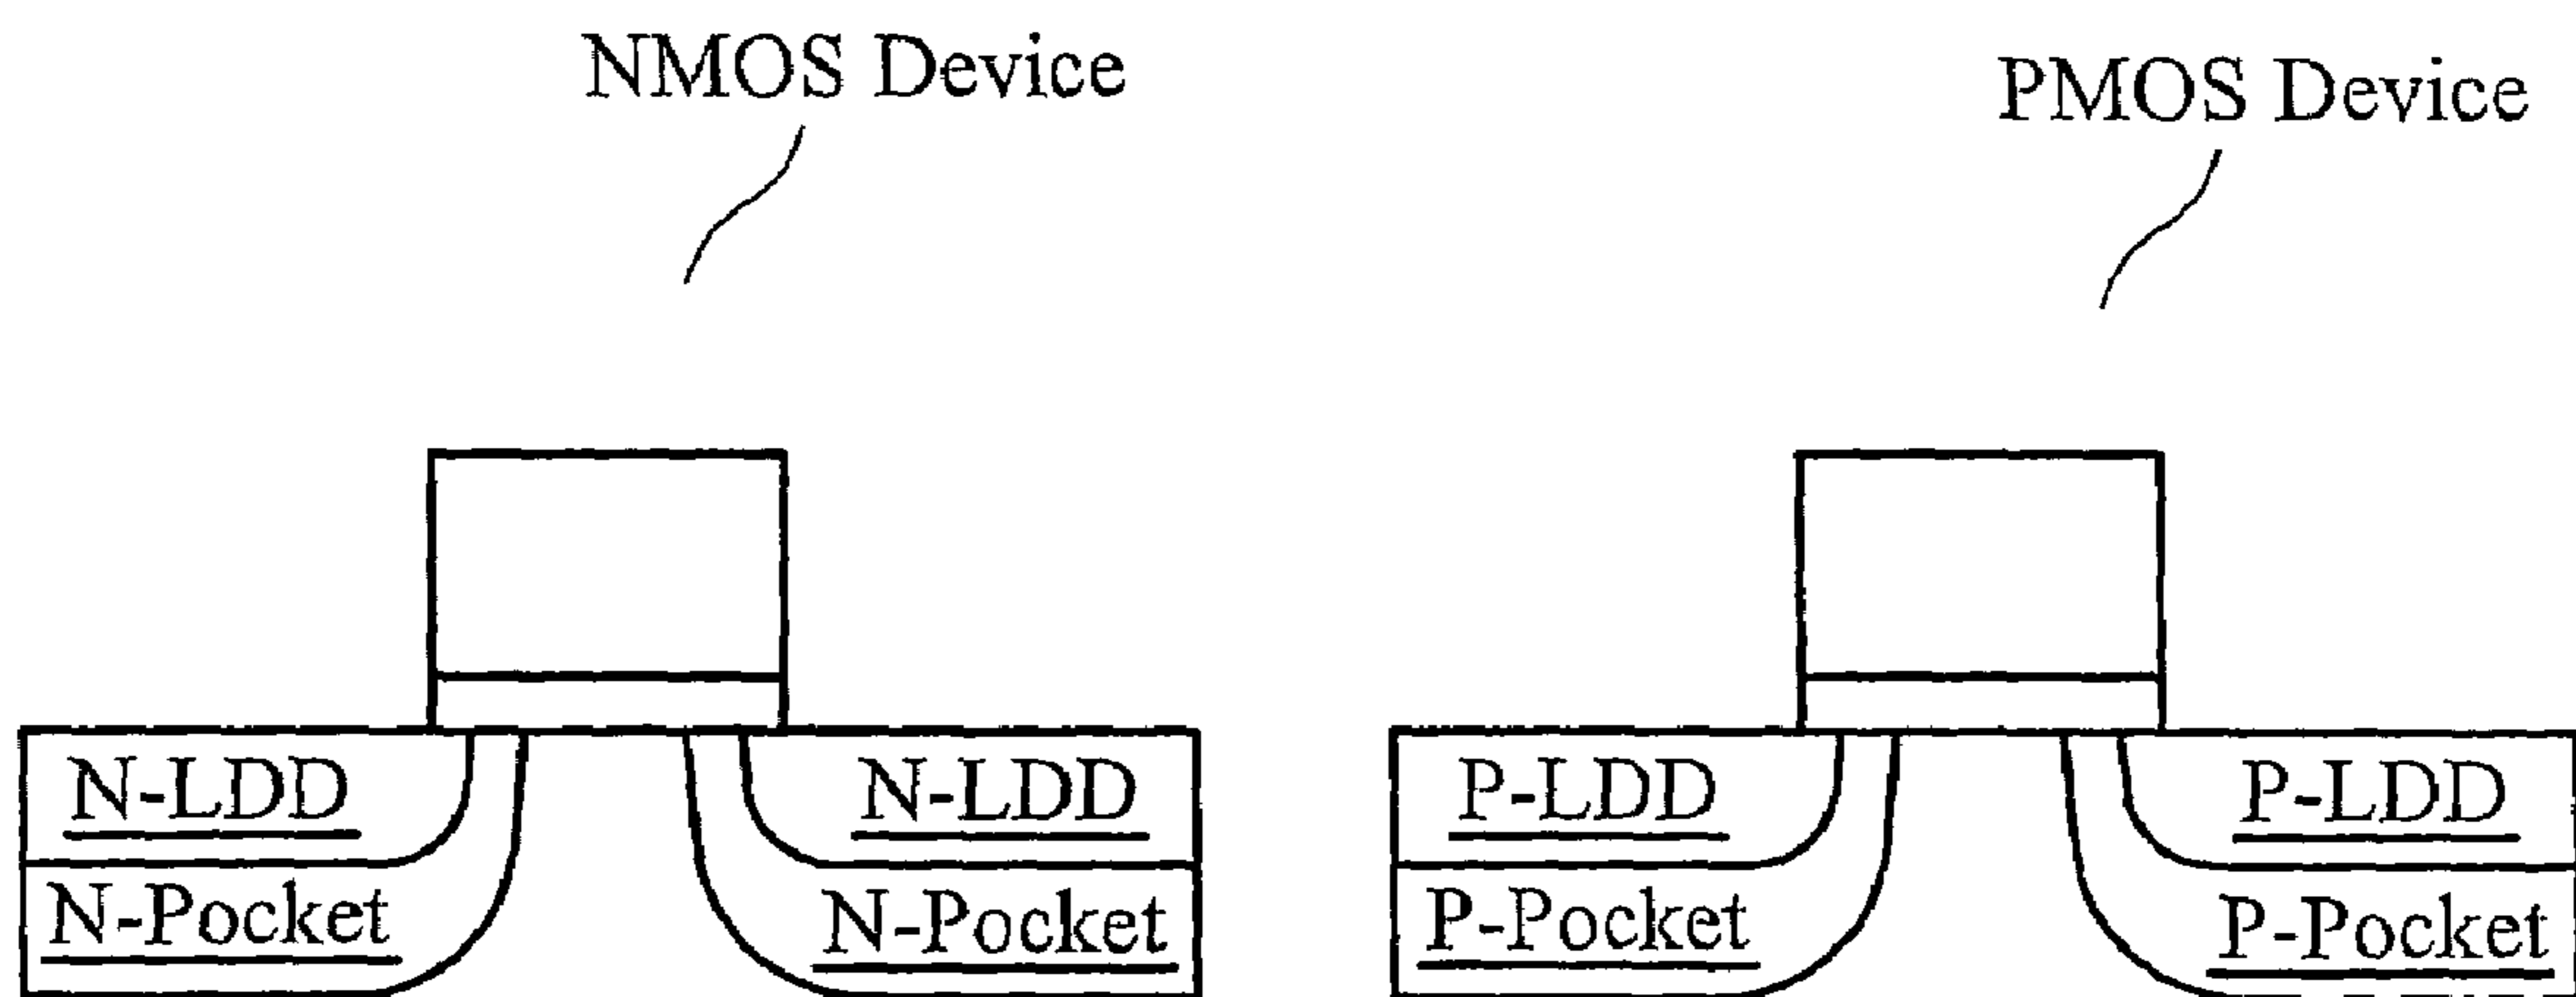 NMOS Device
PMOS Device
N-LDD
N-LDD
P-LDD
P-LDD
N-Pocket
N-Pocket
P-Pocket
P-Pocket